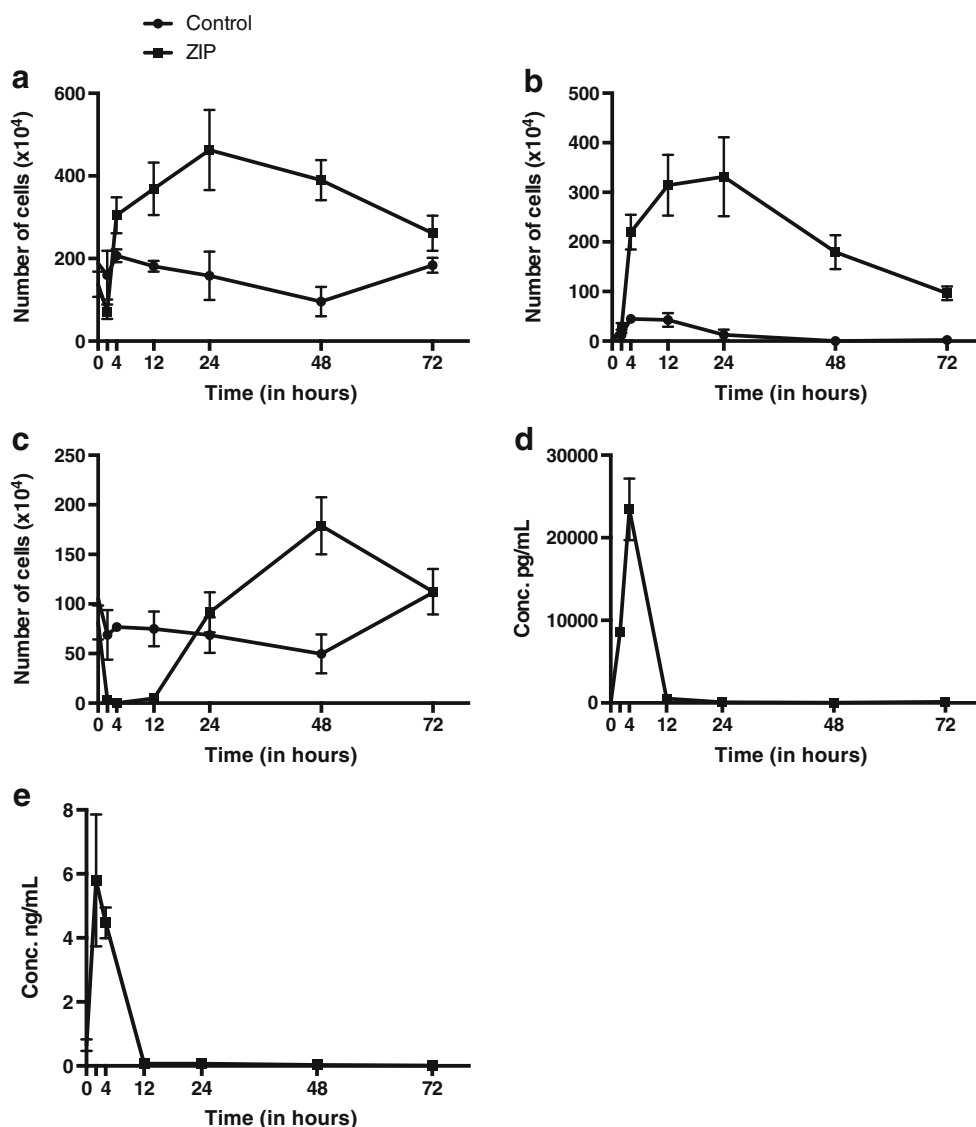 Control
ZIP
a
Number of cells (x10⁴)
600
400
200
0
0 4 12 24 48 72
Time (in hours)
b
Number of cells (x10⁴)
500
400
300
200
100
0
0 4 12 24 48 72
Time (in hours)
c
Number of cells (x10⁴)
250
200
150
100
50
0
0 4 12 24 48 72
Time (in hours)
d
Conc. pg/mL
30000
20000
10000
0
0 4 12 24 48 72
Time (in hours)
e
Conc. ng/mL
8
6
4
2
0
0 4 12 24 48 72
Time (in hours)